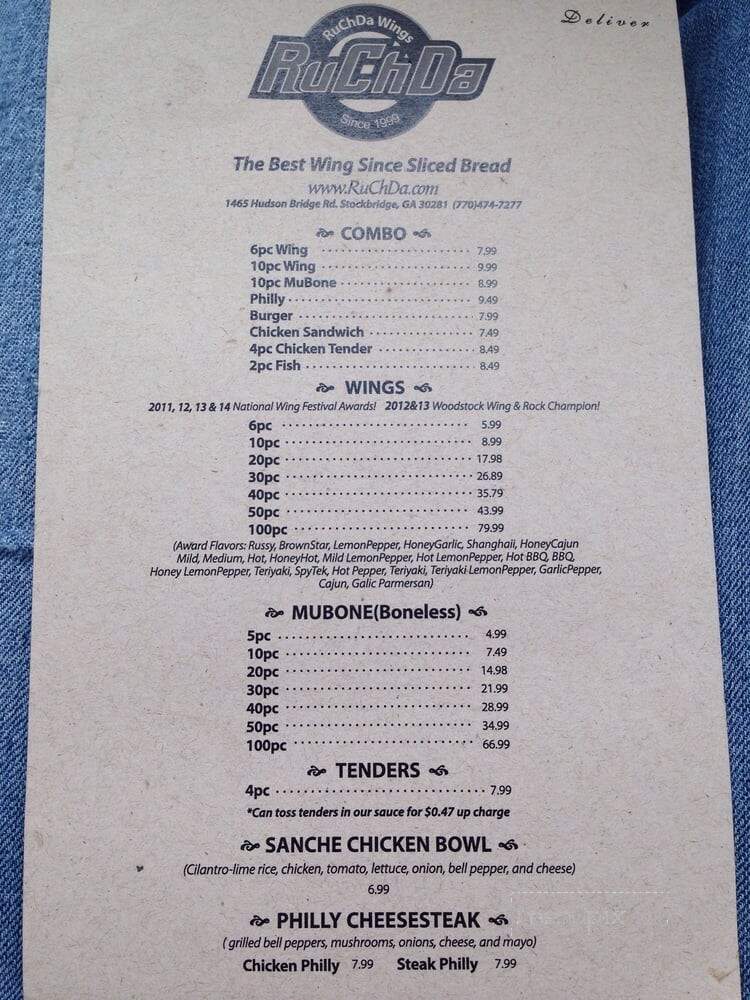 Deliver
RuChDa Wings
RuChDa
Since 1999
The Best Wing Since Sliced Bread
www.RuChDa.com
1465 Hudson Bridge Rd. Stockbridge, GA 30281 (770)474-7277
COMBO
6pc Wing 7.99
10pc Wing 9.99
10pc MuBone 8.99
Philly 9.49
Burger 7.99
Chicken Sandwich 7.49
4pc Chicken Tender 8.49
2pc Fish 8.49
WINGS
2011, 12, 13 & 14 National Wing Festival Awards! 2012&13 Woodstock Wing & Rock Champion!
6pc 5.99
10pc 8.99
20pc 17.98
30pc 26.89
40pc 35.79
50pc 43.99
100pc 79.99
(Award Flavors: Russy, BrownStar, LemonPepper, HoneyGarlic, Shanghaii, HoneyCajun
Mild, Medium, Hot, HoneyHot, Mild LemonPepper, Hot LemonPepper, Hot BBQ, BBQ,
Honey LemonPepper, Teriyaki, SpyTek, Hot Pepper, Teriyaki, Teriyaki LemonPepper, GarlicPepper,
Cajun, Galic Parmersan)
MUBONE(Boneless)
5pc 4.99
10pc 7.49
20pc 14.98
30pc 21.99
40pc 28.99
50pc 34.99
100pc 66.99
TENDERS
4pc 7.99
*Can toss tenders in our sauce for $0.47 up charge
SANCHE CHICKEN BOWL
(Cilantro-lime rice, chicken, tomato, lettuce, onion, bell pepper, and cheese)
6.99
PHILLY CHEESESTEAK
( grilled bell peppers, mushrooms, onions, cheese, and mayo)
Chicken Philly 7.99 Steak Philly 7.99